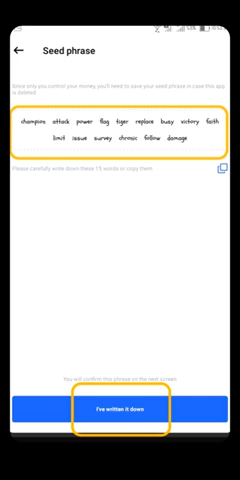 Seed phrase
Since only you control your money, you'll need to save your seed phrase in case this app
is deleted
champion attack power flag tiger replace busy victory faith
limit issue survey chronic follow damage
Please carefully write down these 15 words or copy them
You will confirm this phrase on the next screen
I've written it down